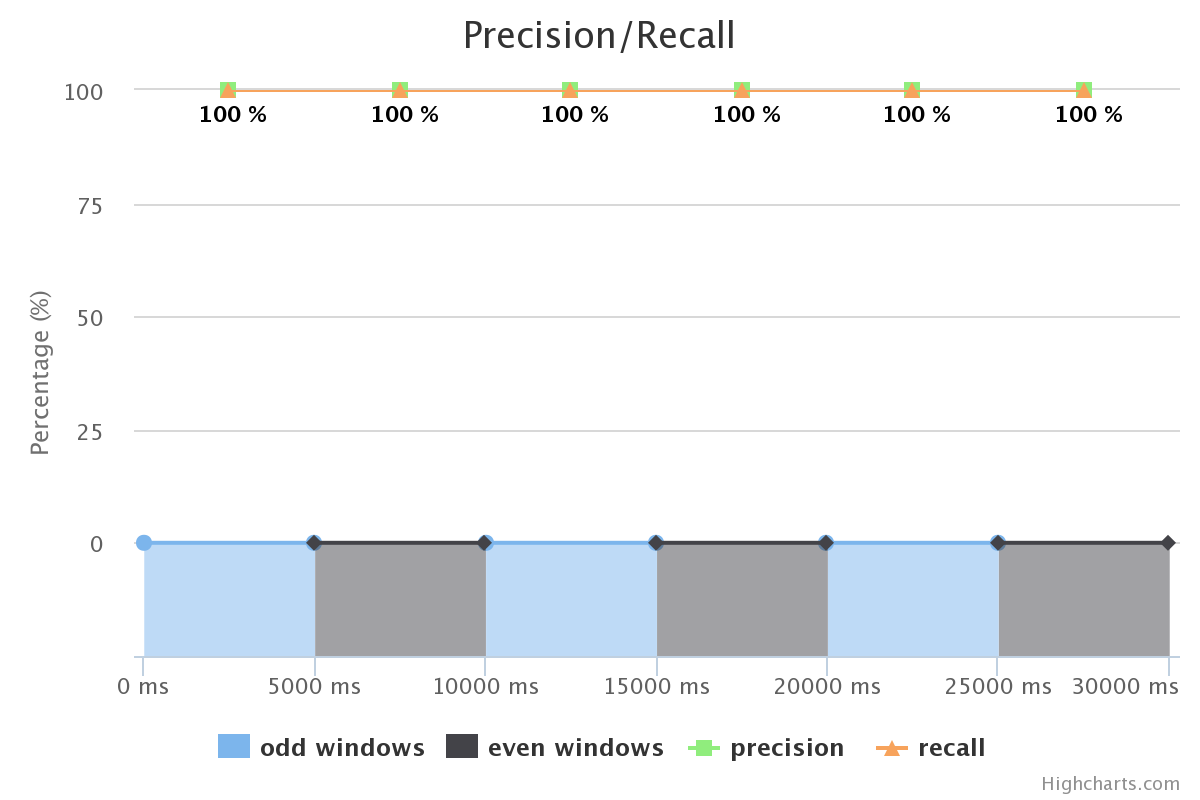 Precision/Recall
100
100 % 100 % 100 % 100 % 100 % 100 %
75
50
25
0
Percentage (%)
0 ms 5000 ms 10000 ms 15000 ms 20000 ms 25000 ms 30000 ms
odd windows even windows precision recall
Highcharts.com